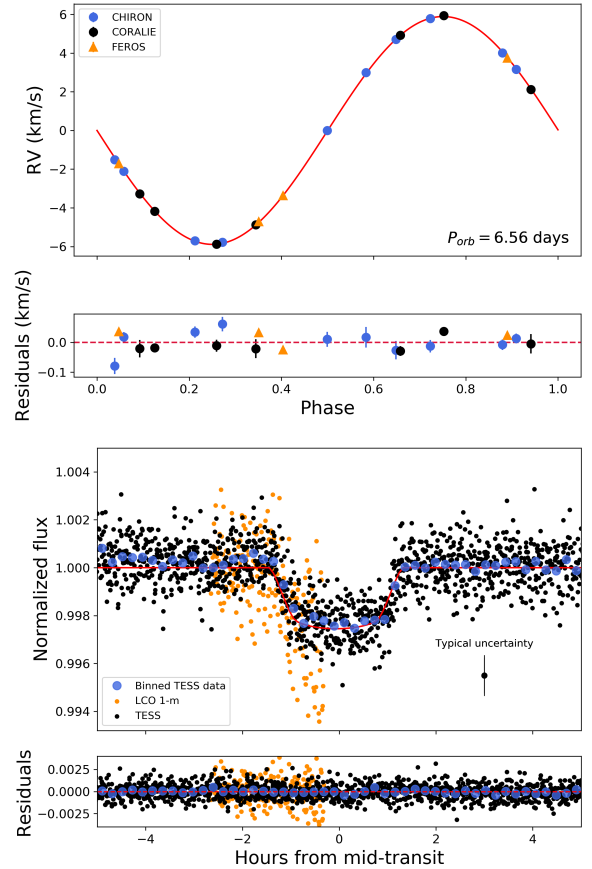 6
4
2
0
−2
−4
−6
RV (km/s)
CHIRON
CORALIE
FEROS
P_orb = 6.56 days
0.0
−0.1
Residuals (km/s)
0.0 0.2 0.4 0.6 0.8 1.0
Phase
1.004
1.002
1.000
0.998
0.996
0.994
Normalized flux
Typical uncertainty
Binned TESS data
LCO 1-m
TESS
0.0025
0.0000
−0.0025
Residuals
−4 −2 0 2 4
Hours from mid-transit